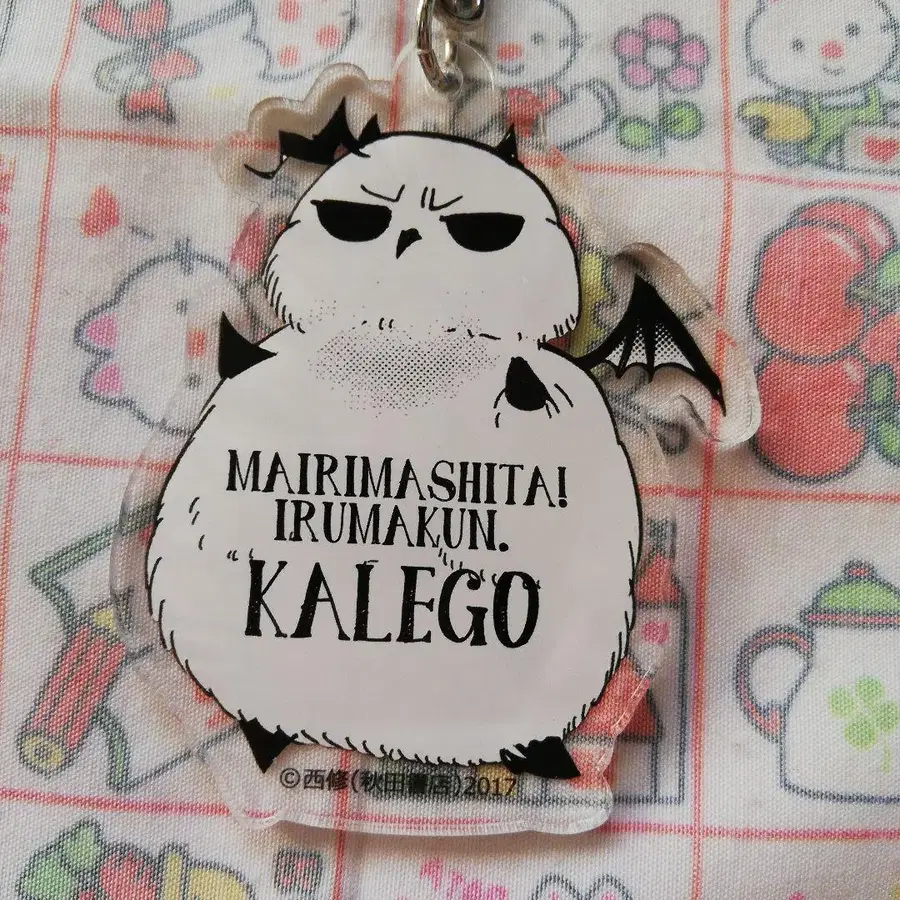 MAIRIMASHITA!
IRUMAKUN.
KALEGO
©西修(秋田書店)2017